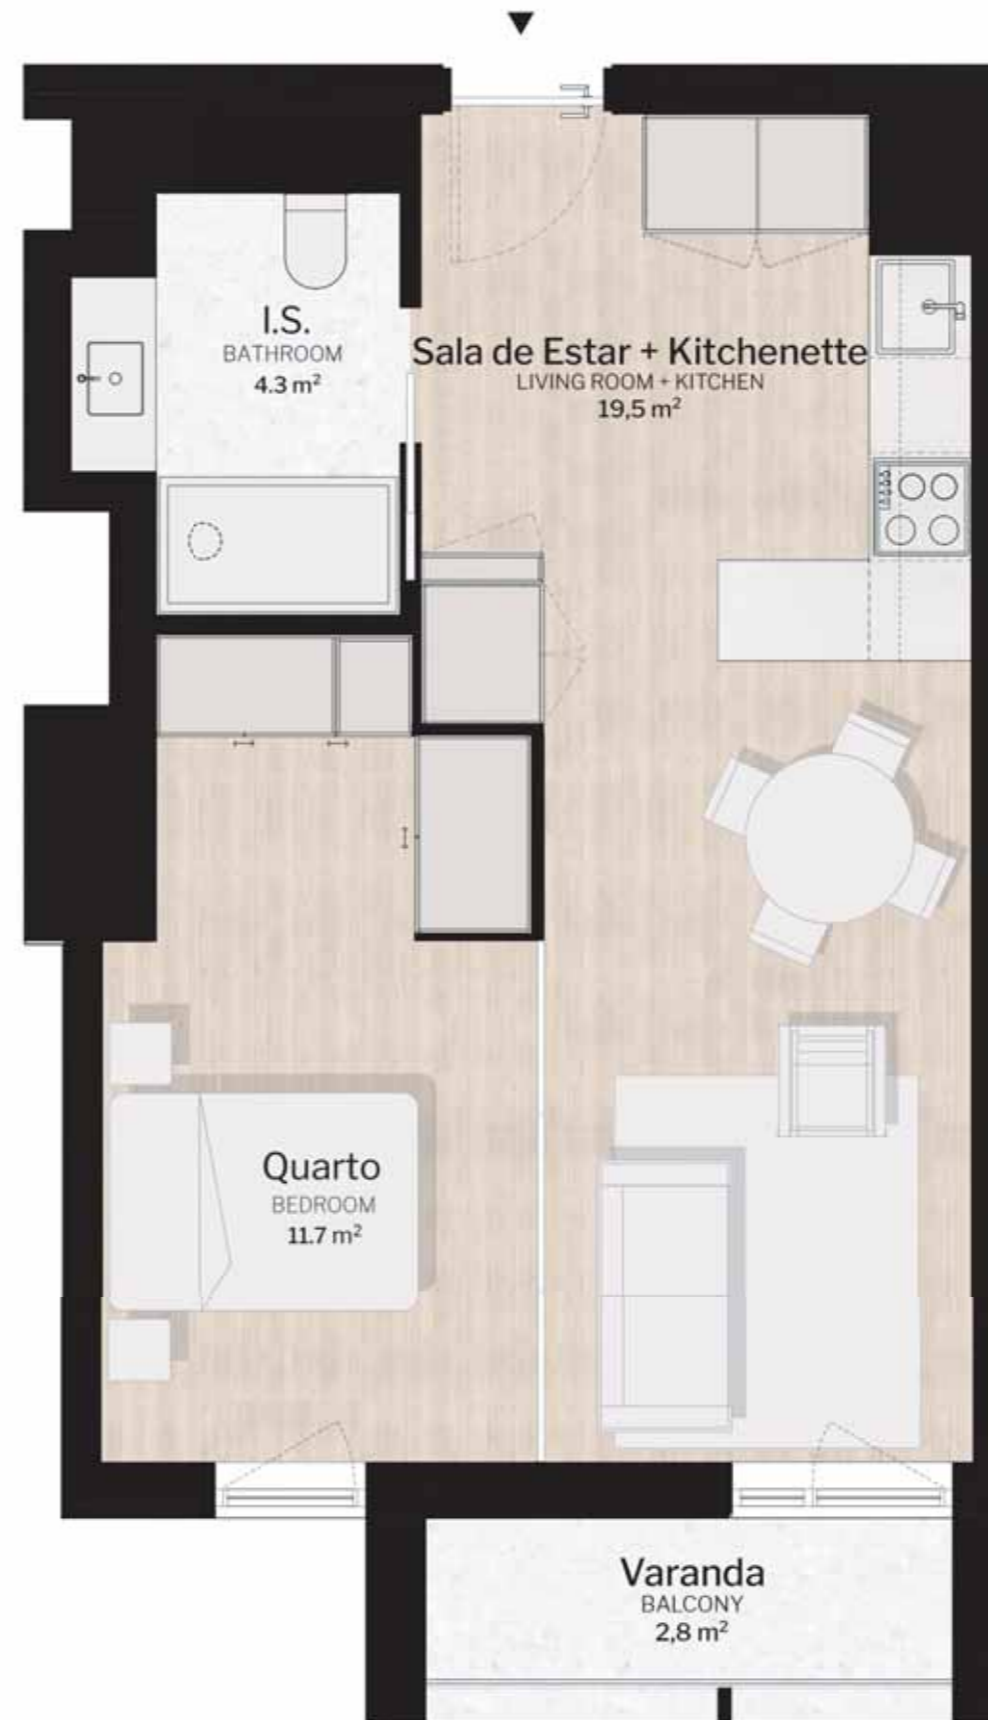 I.S.
BATHROOM
4.3 m²
Sala de Estar + Kitchenette
LIVING ROOM + KITCHEN
19,5 m²
Quarto
BEDROOM
11.7 m²
Varanda
BALCONY
2,8 m²